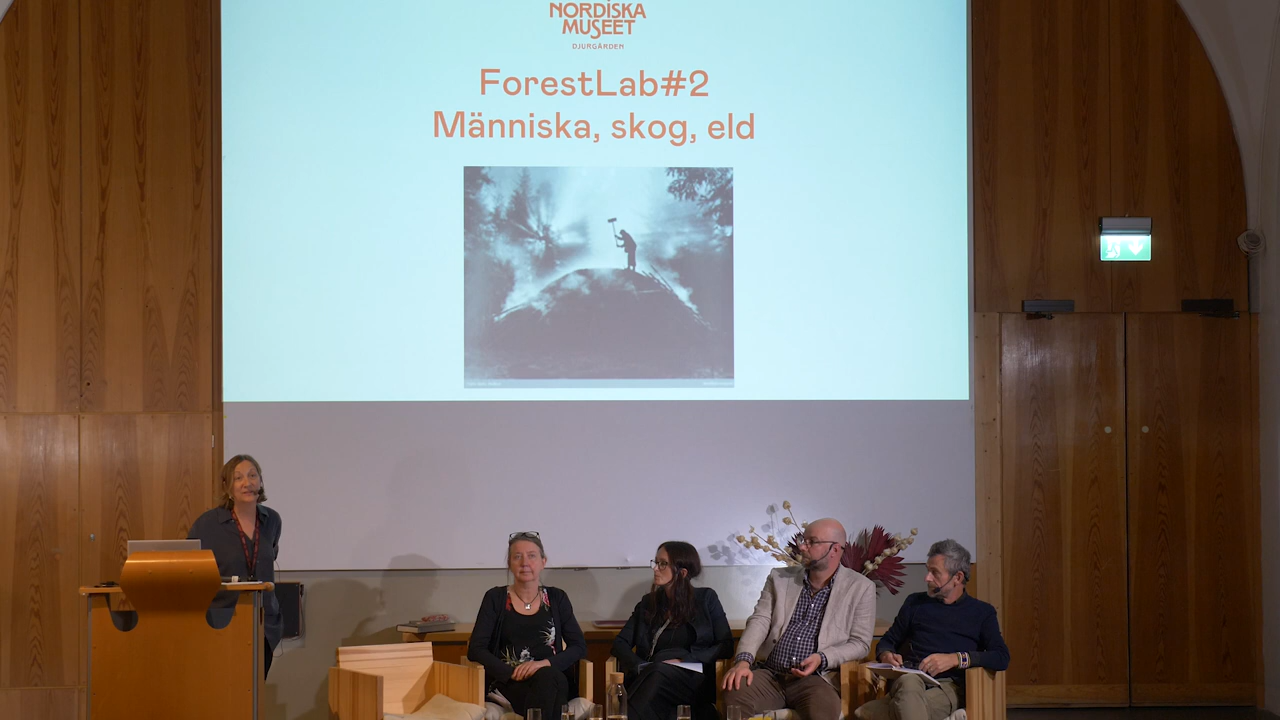 NORDISKA
MUSEET
DJURGÅRDEN
ForestLab#2
Människa, skog, eld